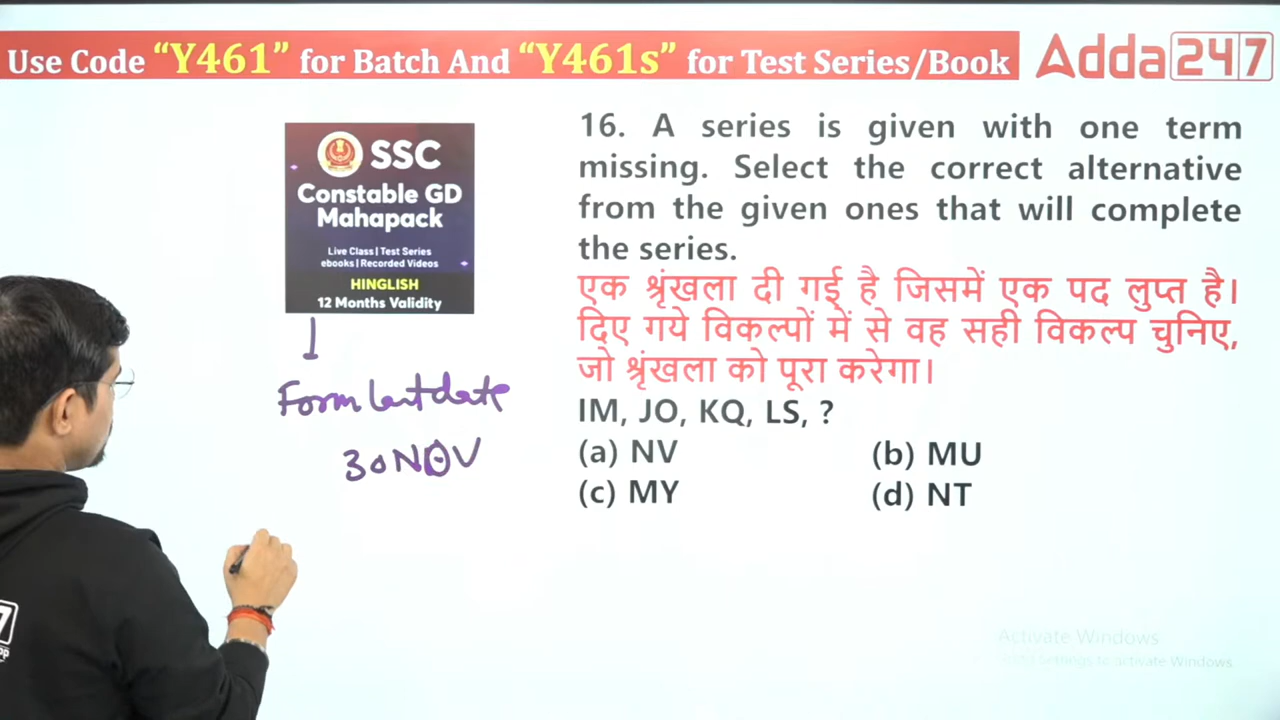 Use Code “Y461” for Batch And “Y461s” for Test Series/Book
Adda247
SSC
Constable GD
Mahapack
Live Class | Test Series
ebooks | Recorded Videos
HINGLISH
12 Months Validity
Form last date
30 NOV
16. A series is given with one term
missing. Select the correct alternative
from the given ones that will complete
the series.
एक श्रृंखला दी गई है जिसमें एक पद लुप्त है।
दिए गये विकल्पों में से वह सही विकल्प चुनिए,
जो श्रृंखला को पूरा करेगा।
IM, JO, KQ, LS, ?
(a) NV (b) MU
(c) MY (d) NT
7
Activate Windows